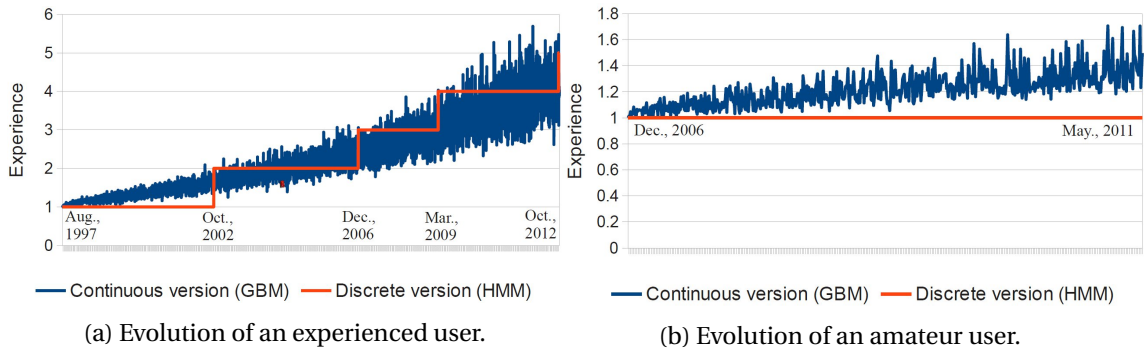 6
5
4
3
2
1
0
Experience
Aug., 1997
Oct., 2002
Dec., 2006
Mar., 2009
Oct., 2012
Continuous version (GBM)
Discrete version (HMM)
(a) Evolution of an experienced user.
1.8
1.6
1.4
1.2
1
0.8
0.6
0.4
0.2
0
Experience
Dec., 2006
May., 2011
Continuous version (GBM)
Discrete version (HMM)
(b) Evolution of an amateur user.